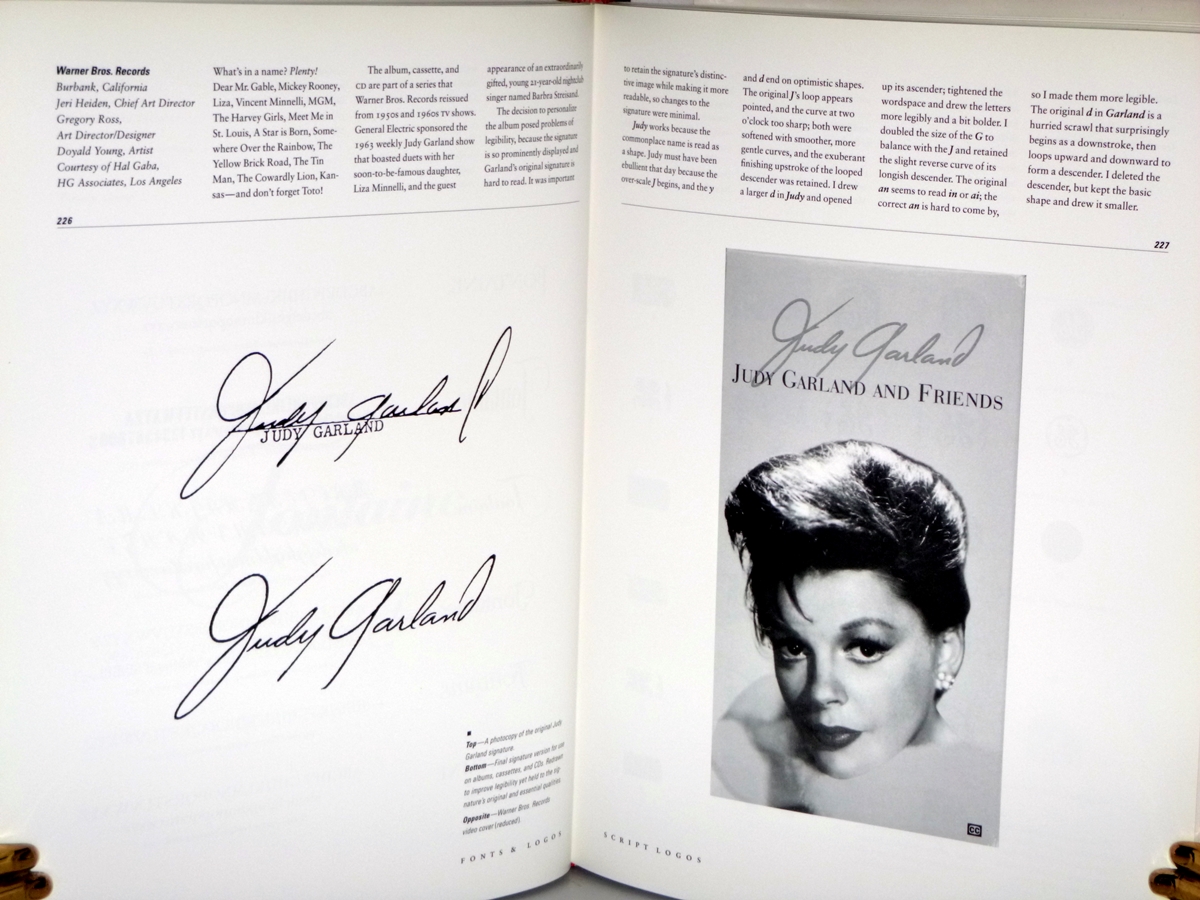 Warner Bros. Records
Burbank, California
Jeri Heiden, Chief Art Director
Gregory Ross,
Art Director/Designer
Doyald Young, Artist
Courtesy of Hal Gaba,
HG Associates, Los Angeles
What's in a name? Plenty!
Dear Mr. Gable, Mickey Rooney,
Liza, Vincent Minnelli, MGM,
The Harvey Girls, Meet Me in
St. Louis, A Star is Born, Some-
where Over the Rainbow, The
Yellow Brick Road, The Tin
Man, The Cowardly Lion, Kan-
sas—and don't forget Toto!
The album, cassette, and
CD are part of a series that
Warner Bros. Records reissued
from 1950s and 1960s TV shows.
General Electric sponsored the
1963 weekly Judy Garland show
that boasted duets with her
soon-to-be-famous daughter,
Liza Minnelli, and the guest
appearance of an extraordinarily
gifted, young 21-year-old nightclub
singer named Barbra Streisand.
The decision to personalize
the album posed problems of
legibility, because the signature
is so prominently displayed and
Garland's original signature is
hard to read. It was important
226
Judy Garland
JUDY GARLAND
Judy Garland
Top—A photocopy of the original Judy
Garland signature.
Bottom—Final signature version for use
on albums, cassettes, and CDs. Redrawn
to improve legibility yet held to the sig-
nature's original and essential qualities.
Opposite—Warner Bros. Records
video cover (reduced).
FONTS & LOGOS
to retain the signature's distinc-
tive image while making it more
readable, so changes to the
signature were minimal.
Judy works because the
commonplace name is read as
a shape. Judy must have been
ebullient that day because the
over-scale J begins, and the y
and d end on optimistic shapes.
The original J's loop appears
pointed, and the curve at two
o'clock too sharp; both were
softened with smoother, more
gentle curves, and the exuberant
finishing upstroke of the looped
descender was retained. I drew
a larger d in Judy and opened
up its ascender; tightened the
wordspace and drew the letters
more legibly and a bit bolder. I
doubled the size of the G to
balance with the J and retained
the slight reverse curve of its
longish descender. The original
an seems to read in or ai; the
correct an is hard to come by,
so I made them more legible.
The original d in Garland is a
hurried scrawl that surprisingly
begins as a downstroke, then
loops upward and downward to
form a descender. I deleted the
descender, but kept the basic
shape and drew it smaller.
227
Judy Garland
JUDY GARLAND AND FRIENDS
CC
SCRIPT LOGOS